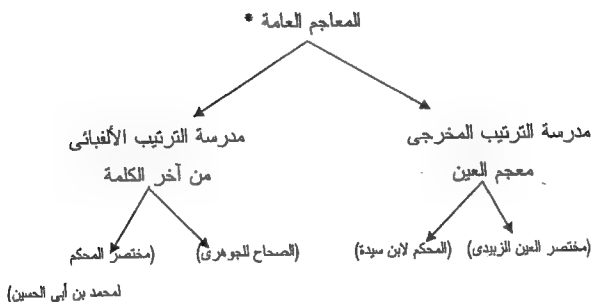 المعاجم العامة *
مدرسة الترتيب المخرجى
معجم العين
مدرسة الترتيب الألفبائى
من آخر الكلمة
(مختصر العين للزبيدى)
(المحكم لابن سيدة)
(الصحاح للجوهرى)
(مختصر المحكم
لمحمد بن أبى الحسين)